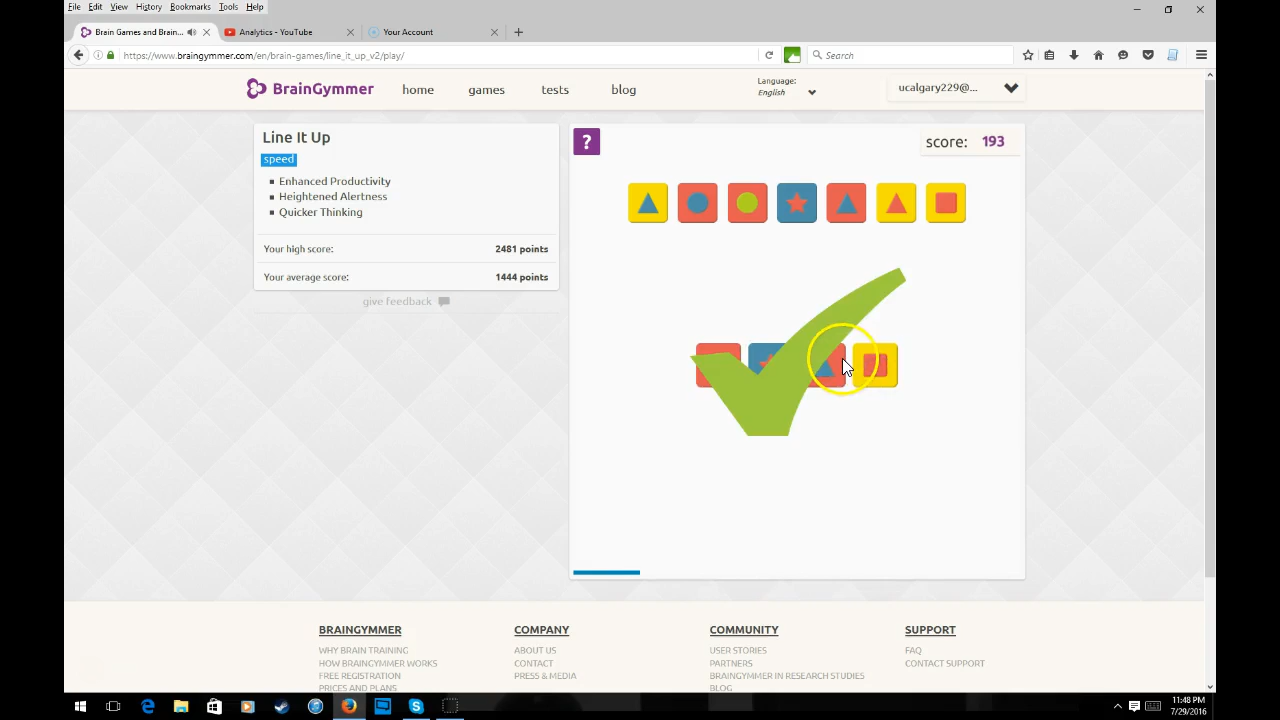 File Edit View History Bookmarks Tools Help
Brain Games and Brain... Analytics - YouTube Your Account
https://www.braingymmer.com/en/brain-games/line_it_up_v2/play/ Search
BrainGymmer home games tests blog Language: English ucalgary229@...
Line It Up
speed
Enhanced Productivity
Heightened Alertness
Quicker Thinking
Your high score: 2481 points
Your average score: 1444 points
give feedback
? score: 193
BRAINGYMMER COMPANY COMMUNITY SUPPORT
WHY BRAIN TRAINING ABOUT US USER STORIES FAQ
HOW BRAINGYMMER WORKS CONTACT PARTNERS CONTACT SUPPORT
FREE REGISTRATION PRESS & MEDIA BRAINGYMMER IN RESEARCH STUDIES
PRICES AND PLANS BLOG
11:48 PM
7/29/2016